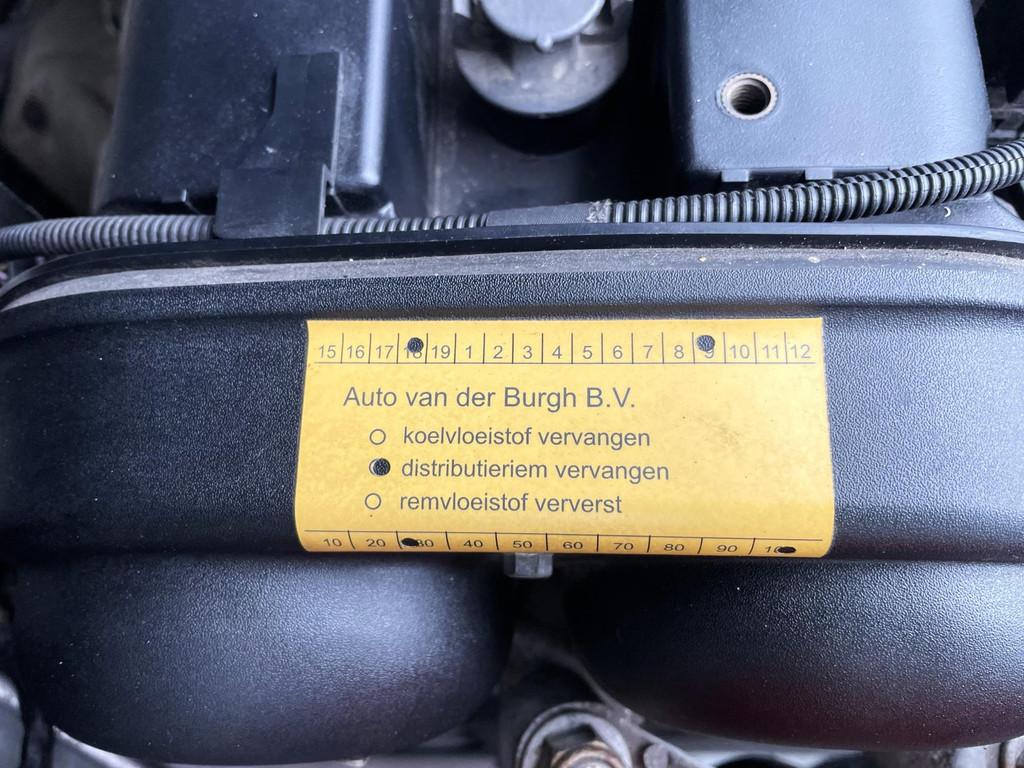 15 16 17 18 19 1 2 3 4 5 6 7 8 9 10 11 12
Auto van der Burgh B.V.
koelvloeistof vervangen
distributieriem vervangen
remvloeistof ververst
10 20 30 40 50 60 70 80 90